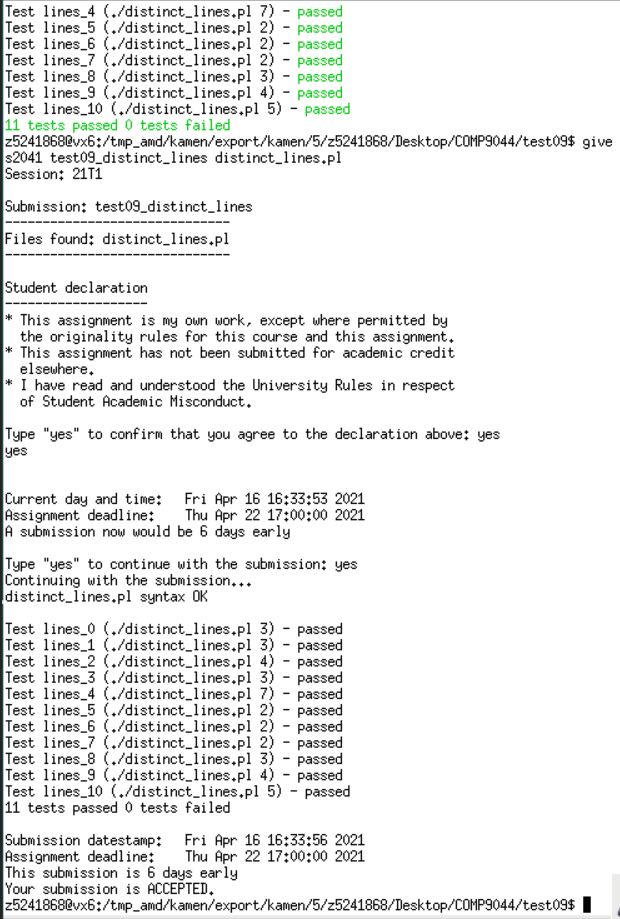 Test lines_4 (./distinct_lines.pl 7) - passed
Test lines_5 (./distinct_lines.pl 2) - passed
Test lines_6 (./distinct_lines.pl 2) - passed
Test lines_7 (./distinct_lines.pl 2) - passed
Test lines_8 (./distinct_lines.pl 3) - passed
Test lines_9 (./distinct_lines.pl 4) - passed
Test lines_10 (./distinct_lines.pl 5) - passed
11 tests passed 0 tests failed
z5241868@vx6:/tmp_amd/kamen/export/kamen/5/z5241868/Desktop/COMP9044/test09$ give
s2041 test09_distinct_lines distinct_lines.pl
Session: 21T1
Submission: test09_distinct_lines
------------------------------
Files found: distinct_lines.pl
------------------------------
Student declaration
-------------------
* This assignment is my own work, except where permitted by
the originality rules for this course and this assignment.
* This assignment has not been submitted for academic credit
elsewhere.
* I have read and understood the University Rules in respect
of Student Academic Misconduct.
Type "yes" to confirm that you agree to the declaration above: yes
yes
Current day and time: Fri Apr 16 16:33:53 2021
Assignment deadline: Thu Apr 22 17:00:00 2021
A submission now would be 6 days early
Type "yes" to continue with the submission: yes
Continuing with the submission...
distinct_lines.pl syntax OK
Test lines_0 (./distinct_lines.pl 3) - passed
Test lines_1 (./distinct_lines.pl 3) - passed
Test lines_2 (./distinct_lines.pl 4) - passed
Test lines_3 (./distinct_lines.pl 3) - passed
Test lines_4 (./distinct_lines.pl 7) - passed
Test lines_5 (./distinct_lines.pl 2) - passed
Test lines_6 (./distinct_lines.pl 2) - passed
Test lines_7 (./distinct_lines.pl 2) - passed
Test lines_8 (./distinct_lines.pl 3) - passed
Test lines_9 (./distinct_lines.pl 4) - passed
Test lines_10 (./distinct_lines.pl 5) - passed
11 tests passed 0 tests failed
Submission datestamp: Fri Apr 16 16:33:56 2021
Assignment deadline: Thu Apr 22 17:00:00 2021
This submission is 6 days early
Your submission is ACCEPTED.
z5241868@vx6:/tmp_amd/kamen/export/kamen/5/z5241868/Desktop/COMP9044/test09$